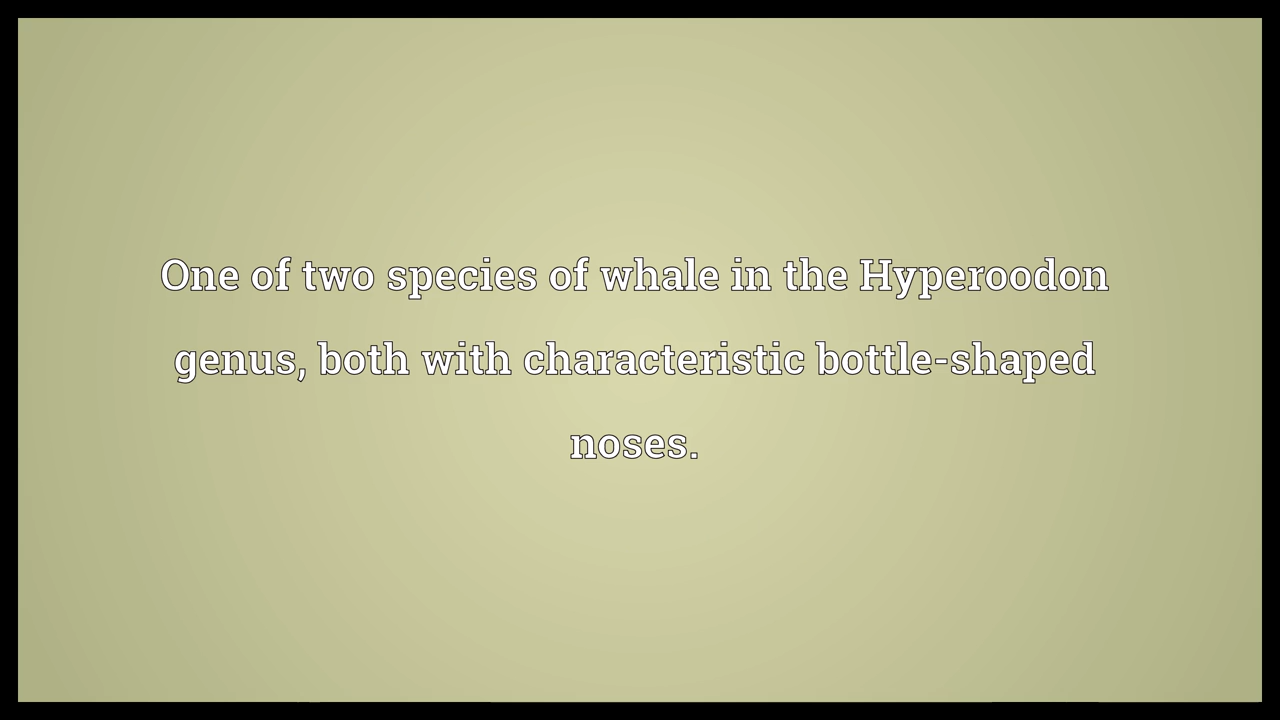 One of two species of whale in the Hyperoodon
genus, both with characteristic bottle-shaped
noses.